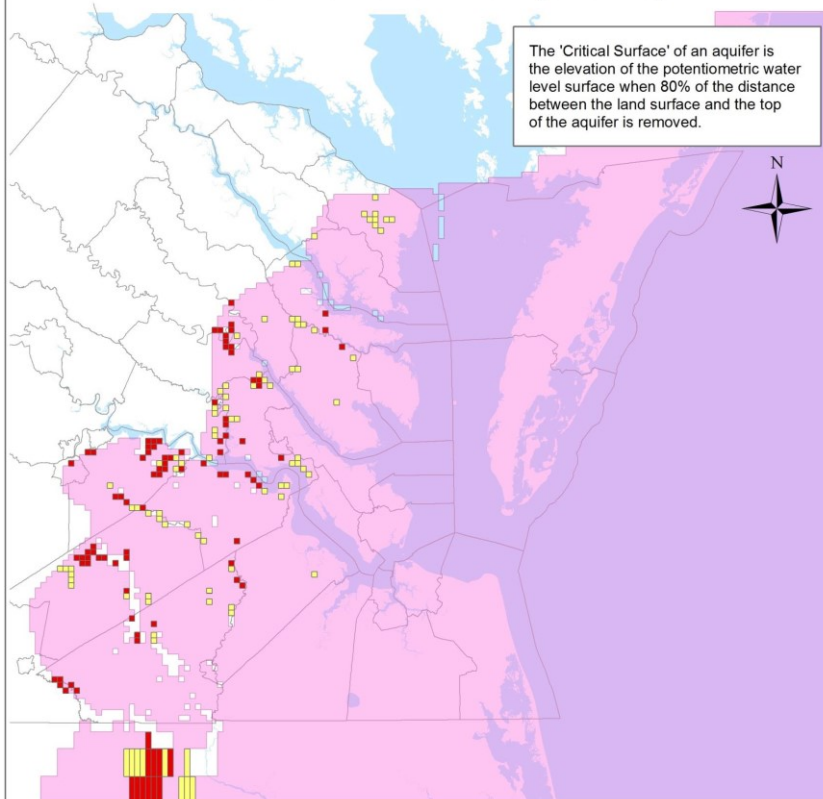 The 'Critical Surface' of an aquifer is
the elevation of the potentiometric water
level surface when 80% of the distance
between the land surface and the top
of the aquifer is removed.
N